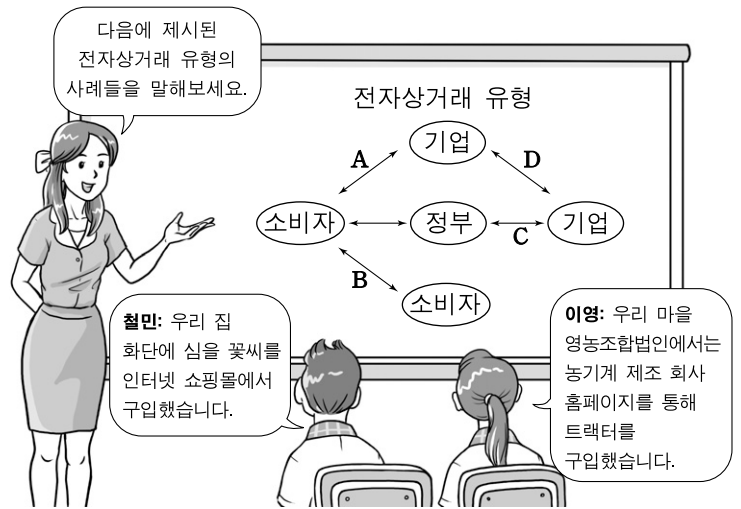 다음에 제시된
전자상거래 유형의
사례들을 말해보세요.
전자상거래 유형
기업
A
D
소비자
정부
기업
C
B
소비자
철민: 우리 집
화단에 심을 꽃씨를
인터넷 쇼핑몰에서
구입했습니다.
이영: 우리 마을
영농조합법인에서는
농기계 제조 회사
홈페이지를 통해
트랙터를
구입했습니다.